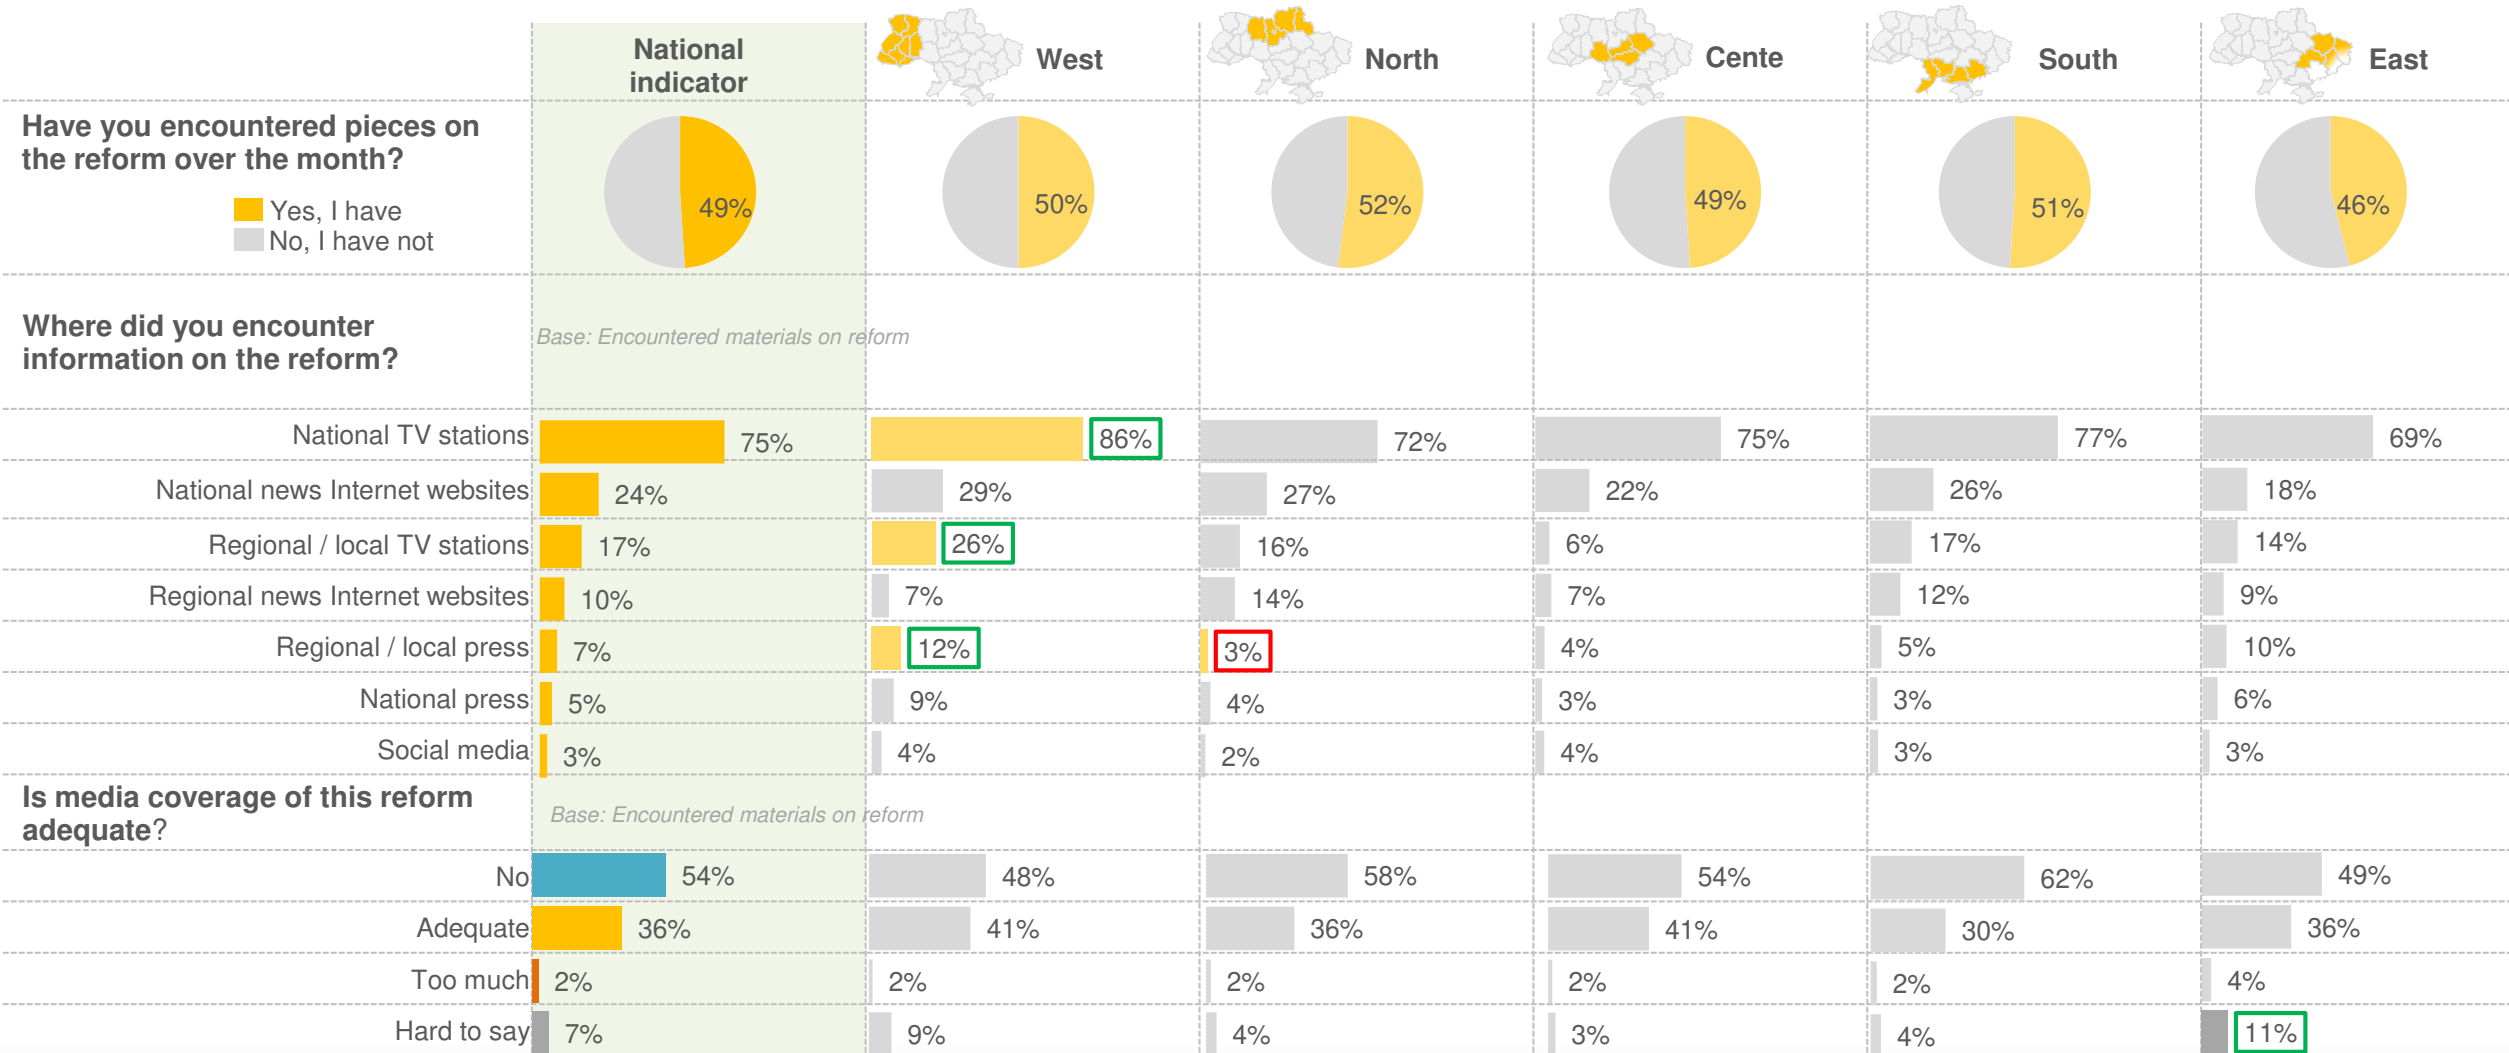 National
indicator
West
North
Cente
South
East
Have you encountered pieces on
the reform over the month?
Yes, I have
No, I have not
49%
50%
52%
49%
51%
46%
Where did you encounter
information on the reform?
Base: Encountered materials on reform
National TV stations 75% 86% 72% 75% 77% 69%
National news Internet websites 24% 29% 27% 22% 26% 18%
Regional / local TV stations 17% 26% 16% 6% 17% 14%
Regional news Internet websites 10% 7% 14% 7% 12% 9%
Regional / local press 7% 12% 3% 4% 5% 10%
National press 5% 9% 4% 3% 3% 6%
Social media 3% 4% 2% 4% 3% 3%
Is media coverage of this reform
adequate?
Base: Encountered materials on reform
No 54% 48% 58% 54% 62% 49%
Adequate 36% 41% 36% 41% 30% 36%
Too much 2% 2% 2% 2% 2% 4%
Hard to say 7% 9% 4% 3% 4% 11%